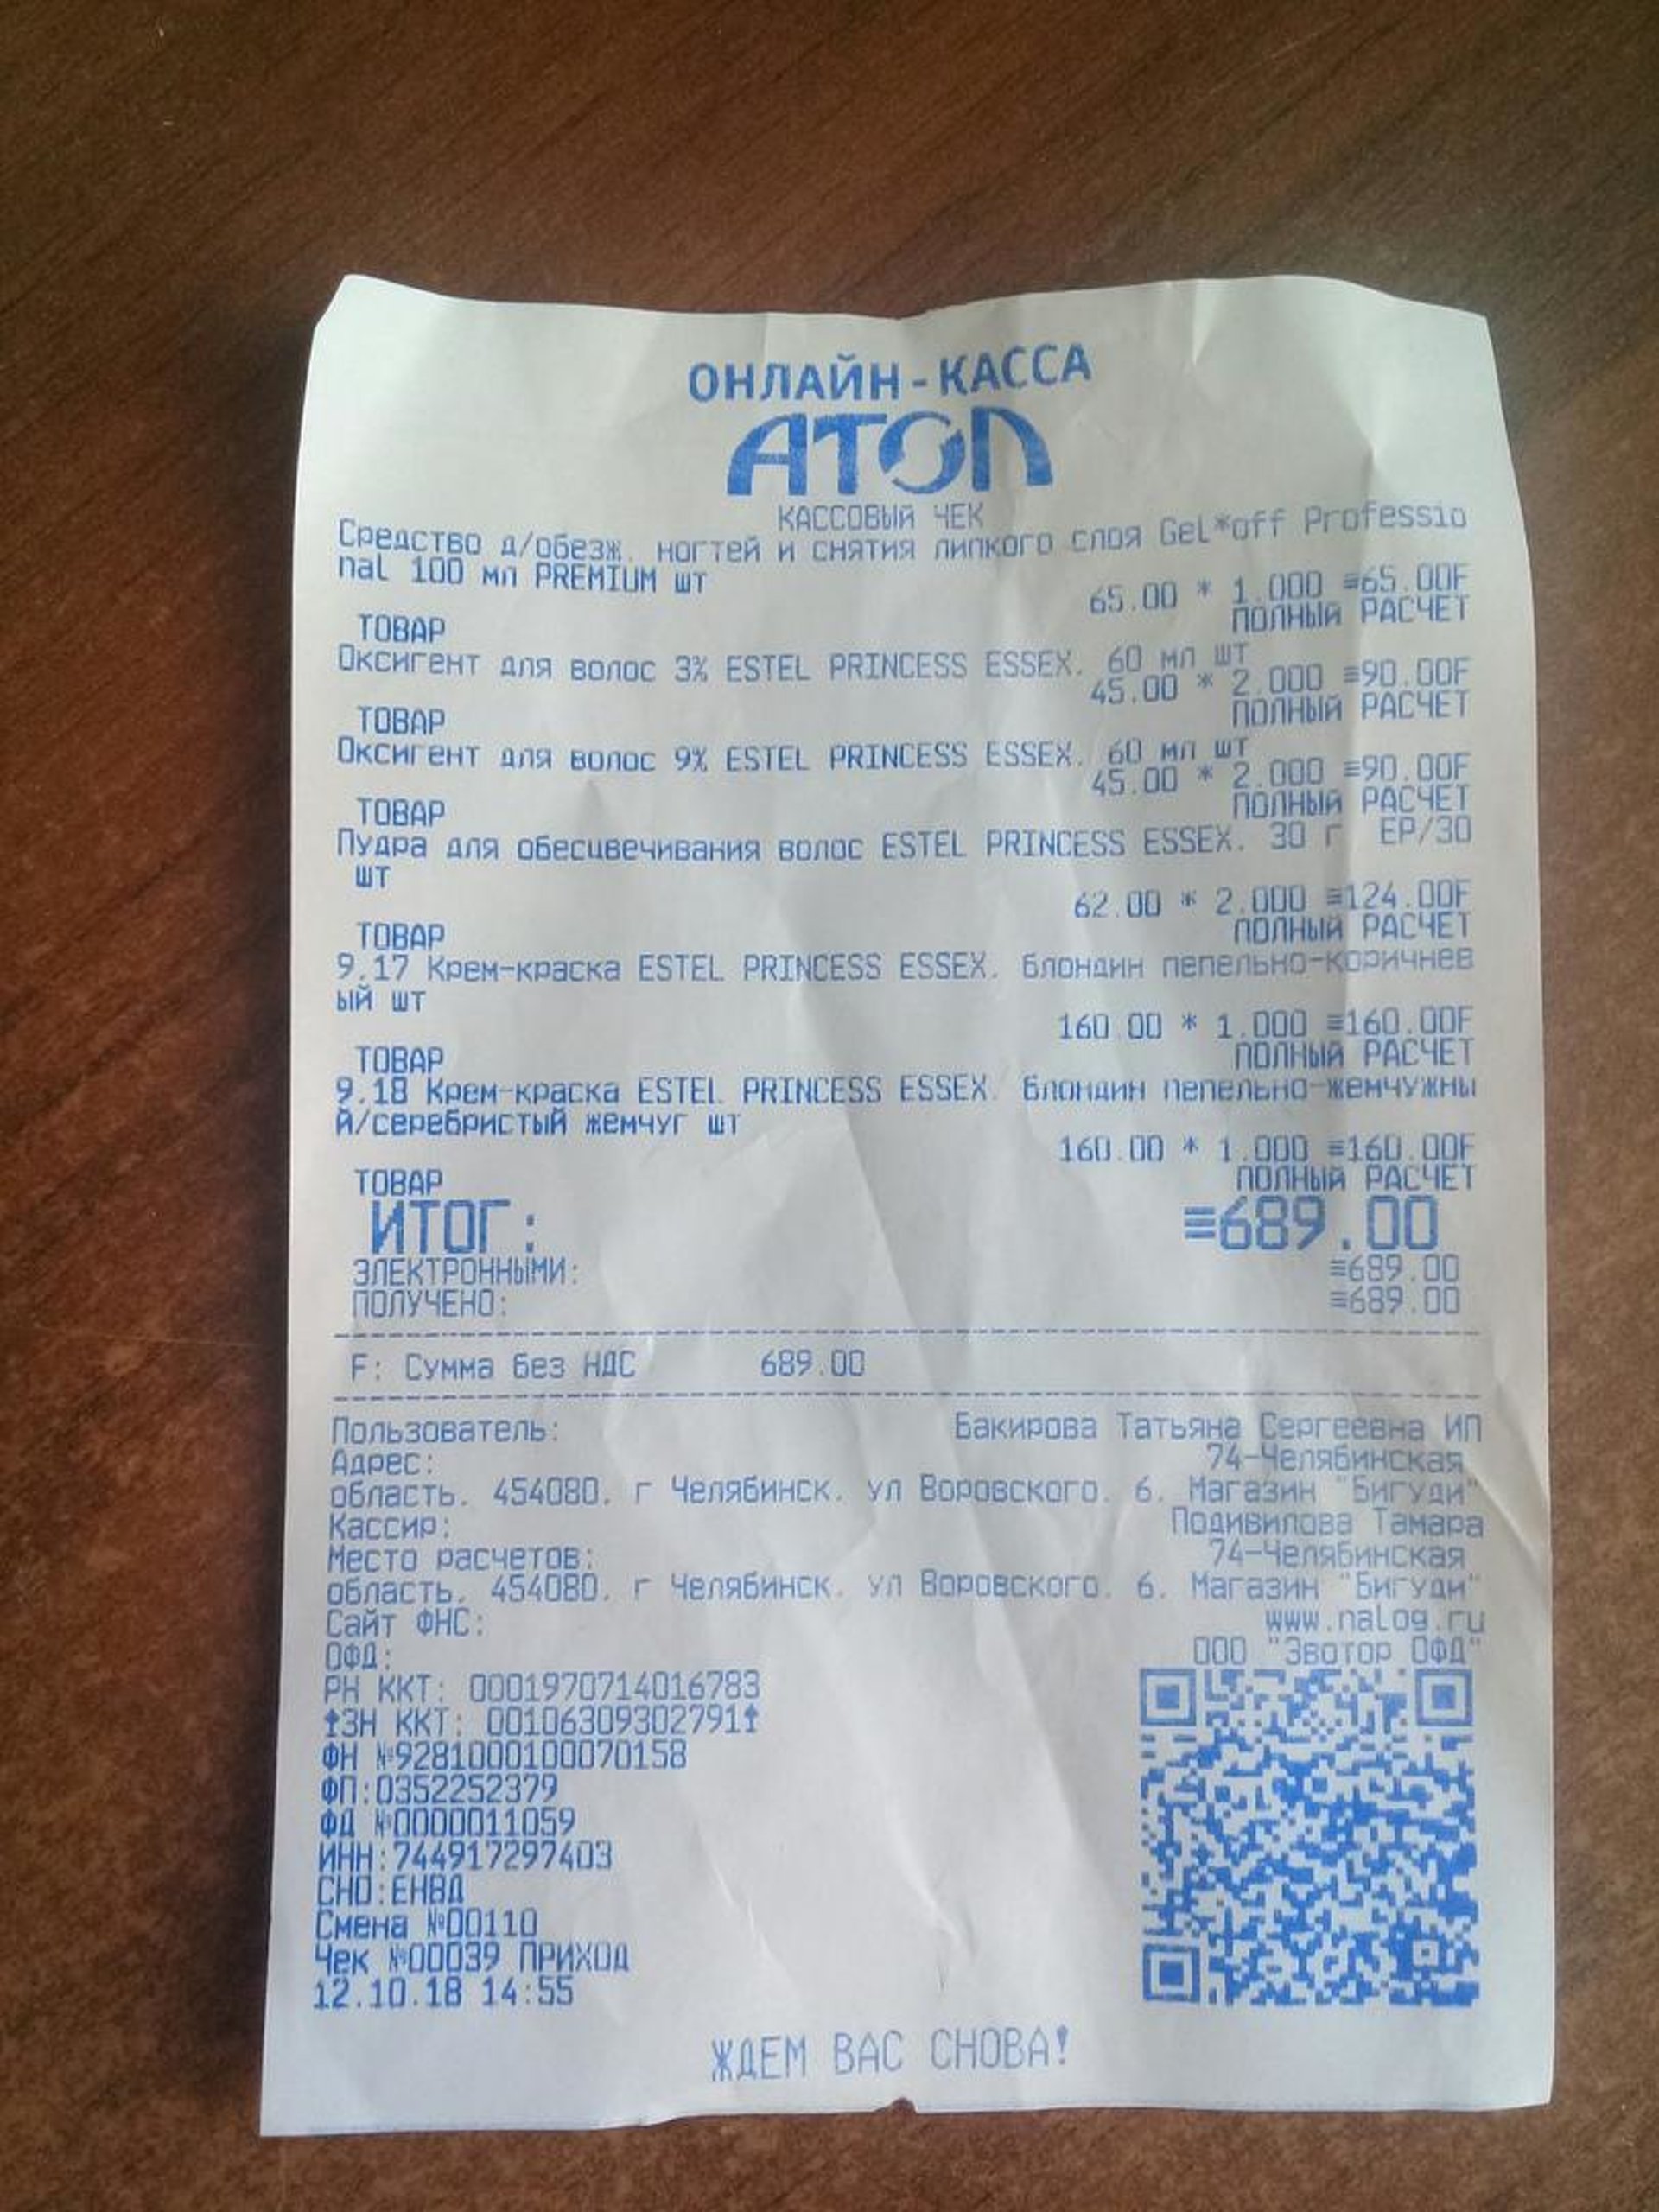 ОНЛАЙН-КАССА
АТОЛ
КАССОВЫЙ ЧЕК
Средство д/обезж. ногтей и снятия липкого слоя Gel*off Professio
nal 100 мл PREMIUM шт
65.00 * 1.000 ≡65.00F
ТОВАР ПОЛНЫЙ РАСЧЕТ
Оксигент для волос 3% ESTEL PRINCESS ESSEX, 60 мл шт
45.00 * 2.000 ≡90.00F
ТОВАР ПОЛНЫЙ РАСЧЕТ
Оксигент для волос 9% ESTEL PRINCESS ESSEX, 60 мл шт
45.00 * 2.000 ≡90.00F
ТОВАР ПОЛНЫЙ РАСЧЕТ
Пудра для обесцвечивания волос ESTEL PRINCESS ESSEX, 30 г EP/30
шт
62.00 * 2.000 ≡124.00F
ТОВАР ПОЛНЫЙ РАСЧЕТ
9.17 Крем-краска ESTEL PRINCESS ESSEX, блондин пепельно-коричнев
ый шт
160.00 * 1.000 ≡160.00F
ТОВАР ПОЛНЫЙ РАСЧЕТ
9.18 Крем-краска ESTEL PRINCESS ESSEX, блондин пепельно-жемчужны
й/серебристый жемчуг шт
160.00 * 1.000 ≡160.00F
ТОВАР ПОЛНЫЙ РАСЧЕТ
ИТОГ: ≡689.00
ЭЛЕКТРОННЫМИ: ≡689.00
ПОЛУЧЕНО: ≡689.00
F: Сумма без НДС 689.00
Пользователь: Бакирова Татьяна Сергеевна ИП
Адрес: 74-Челябинская
область, 454080, г Челябинск, ул Воровского, 6, Магазин "Бигуди"
Кассир: Подивилова Тамара
Место расчетов: 74-Челябинская
область, 454080, г Челябинск, ул Воровского, 6, Магазин "Бигуди"
Сайт ФНС: www.nalog.ru
ОФД: ООО "Эвотор ОФД"
РН ККТ: 0001970714016783
↑ЗН ККТ: 00106309302791↑
ФН №9281000100070158
ФП:0352252379
ФД №0000011059
ИНН:744917297403
СНО:ЕНВД
Смена №00110
Чек №00039 ПРИХОД
12.10.18 14:55
ЖДЕМ ВАС СНОВА!